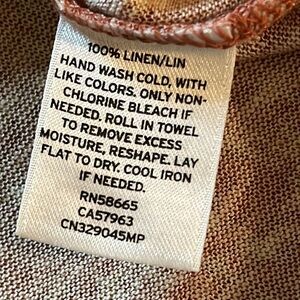 100% LINEN/LIN
HAND WASH COLD, WITH
LIKE COLORS. ONLY NON-
CHLORINE BLEACH IF
NEEDED. ROLL IN TOWEL
TO REMOVE EXCESS
MOISTURE, RESHAPE. LAY
FLAT TO DRY. COOL IRON
IF NEEDED.
RN58665
CA57963
CN329045MP